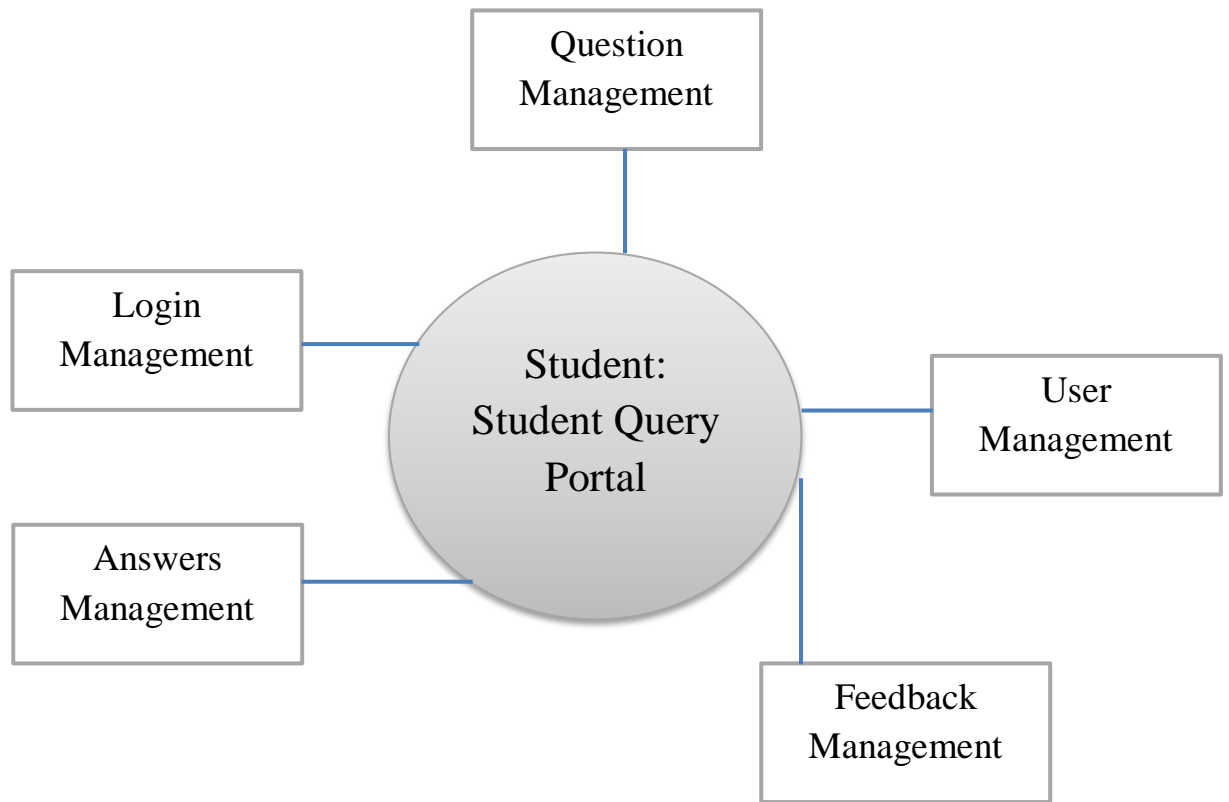 Question
Management
Login
Management
Student:
Student Query
Portal
User
Management
Answers
Management
Feedback
Management